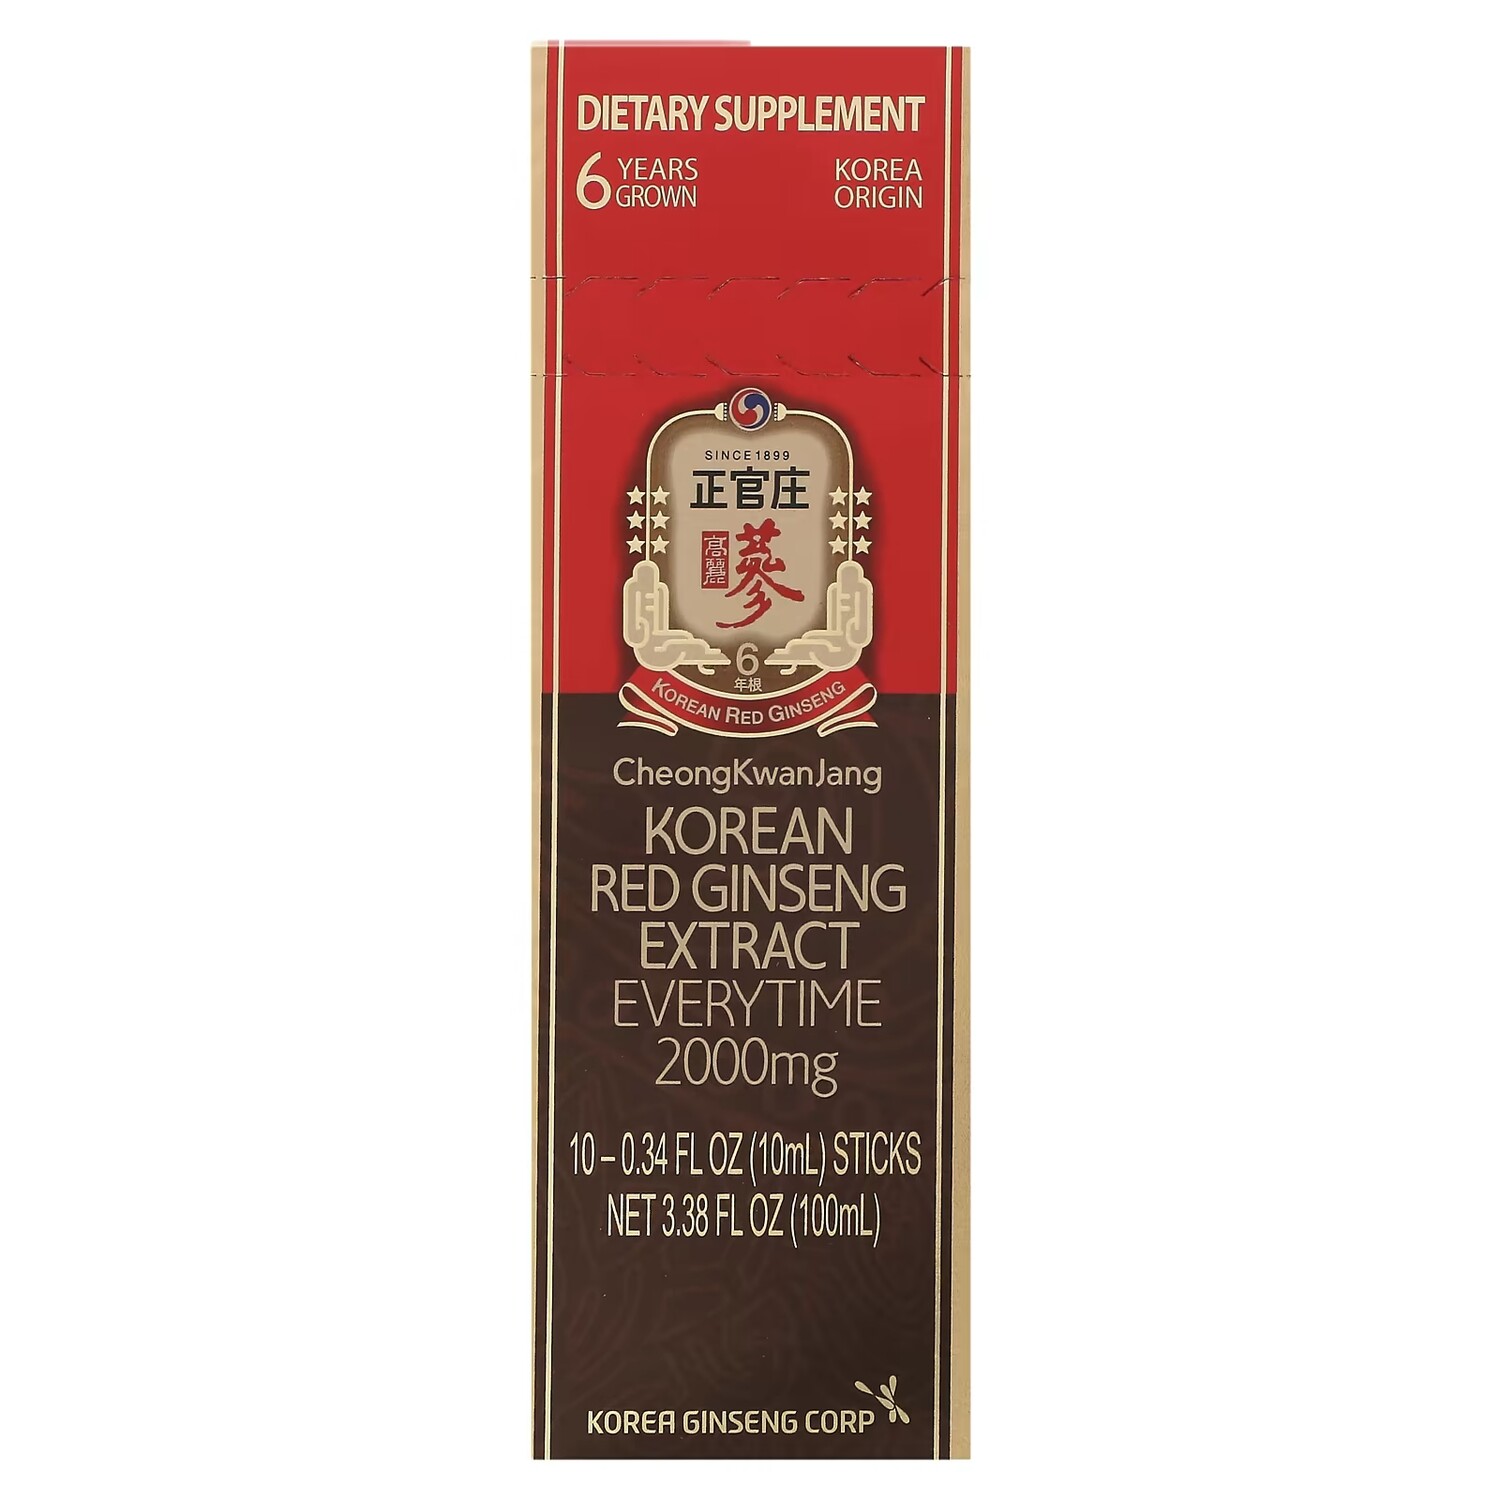 DIETARY SUPPLEMENT
6 YEARS GROWN
KOREA ORIGIN
SINCE 1899
正官庄
高麗
蔘
6
年根
KOREAN RED GINSENG
CheongKwanJang
KOREAN
RED GINSENG
EXTRACT
EVERYTIME
2000mg
10 – 0.34 FL OZ (10mL) STICKS
NET 3.38 FL OZ (100mL)
KOREA GINSENG CORP